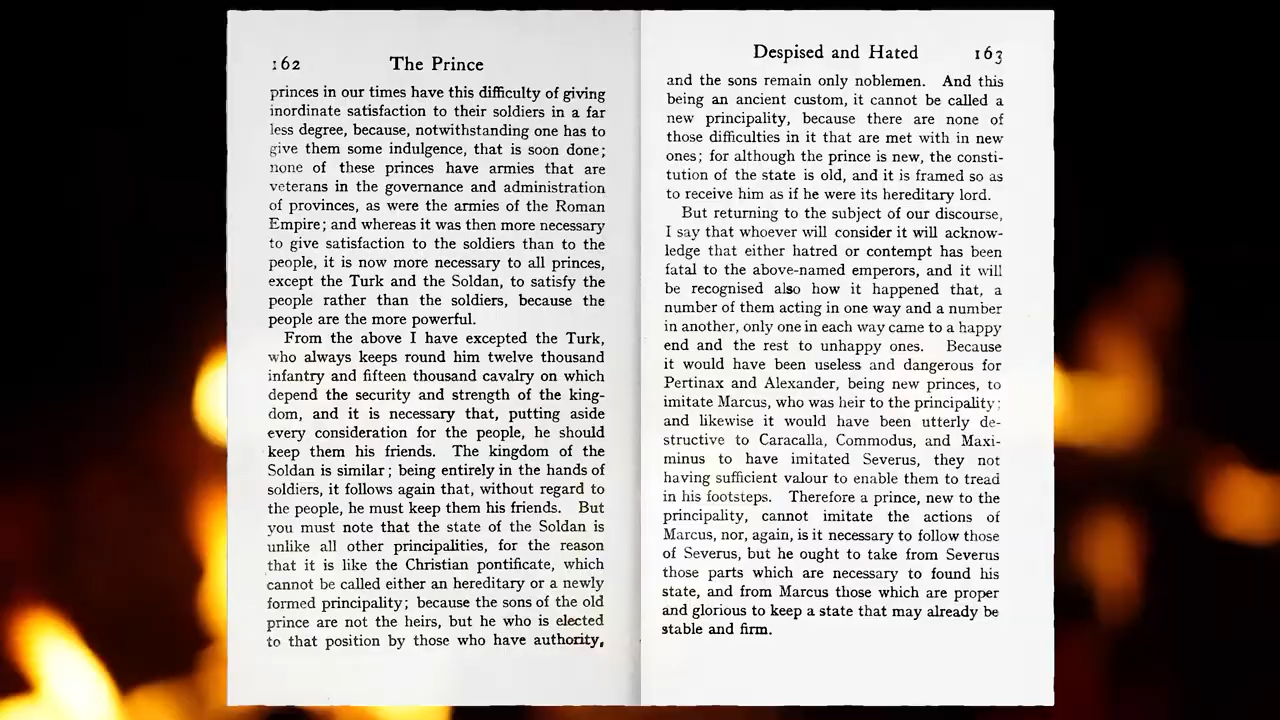 162 The Prince
princes in our times have this difficulty of giving
inordinate satisfaction to their soldiers in a far
less degree, because, notwithstanding one has to
give them some indulgence, that is soon done;
none of these princes have armies that are
veterans in the governance and administration
of provinces, as were the armies of the Roman
Empire; and whereas it was then more necessary
to give satisfaction to the soldiers than to the
people, it is now more necessary to all princes,
except the Turk and the Soldan, to satisfy the
people rather than the soldiers, because the
people are the more powerful.
From the above I have excepted the Turk,
who always keeps round him twelve thousand
infantry and fifteen thousand cavalry on which
depend the security and strength of the king-
dom, and it is necessary that, putting aside
every consideration for the people, he should
keep them his friends. The kingdom of the
Soldan is similar; being entirely in the hands of
soldiers, it follows again that, without regard to
the people, he must keep them his friends. But
you must note that the state of the Soldan is
unlike all other principalities, for the reason
that it is like the Christian pontificate, which
cannot be called either an hereditary or a newly
formed principality; because the sons of the old
prince are not the heirs, but he who is elected
to that position by those who have authority,
Despised and Hated 163
and the sons remain only noblemen. And this
being an ancient custom, it cannot be called a
new principality, because there are none of
those difficulties in it that are met with in new
ones; for although the prince is new, the consti-
tution of the state is old, and it is framed so as
to receive him as if he were its hereditary lord.
But returning to the subject of our discourse,
I say that whoever will consider it will acknow-
ledge that either hatred or contempt has been
fatal to the above-named emperors, and it will
be recognised also how it happened that, a
number of them acting in one way and a number
in another, only one in each way came to a happy
end and the rest to unhappy ones. Because
it would have been useless and dangerous for
Pertinax and Alexander, being new princes, to
imitate Marcus, who was heir to the principality;
and likewise it would have been utterly de-
structive to Caracalla, Commodus, and Maxi-
minus to have imitated Severus, they not
having sufficient valour to enable them to tread
in his footsteps. Therefore a prince, new to the
principality, cannot imitate the actions of
Marcus, nor, again, is it necessary to follow those
of Severus, but he ought to take from Severus
those parts which are necessary to found his
state, and from Marcus those which are proper
and glorious to keep a state that may already be
stable and firm.